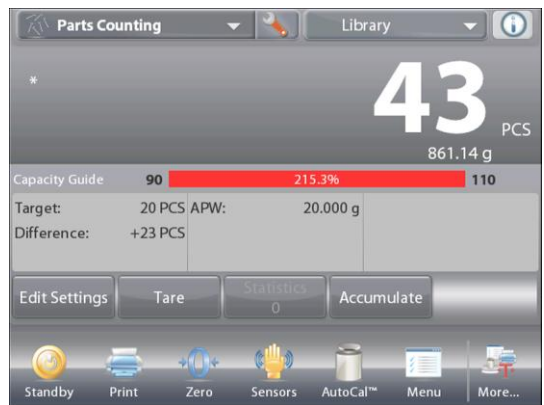 Parts Counting Library
*
43 PCS
861.14 g
Capacity Guide 90 215.3% 110
Target: 20 PCS APW: 20.000 g
Difference: +23 PCS
Edit Settings Tare Statistics Accumulate
0
Standby Print Zero Sensors AutoCal™ Menu More...